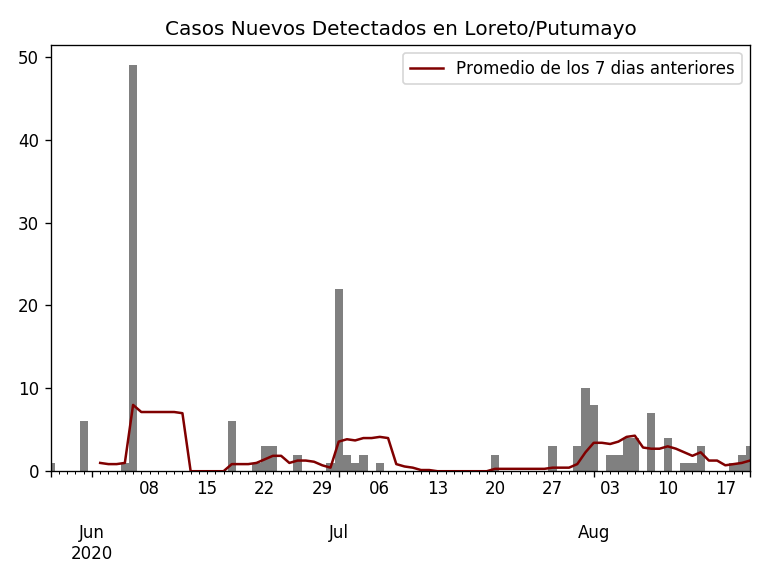 Casos Nuevos Detectados en Loreto/Putumayo
Promedio de los 7 dias anteriores
50
40
30
20
10
0
08 15 22 29 06 13 20 27 03 10 17
Jun Jul Aug
2020